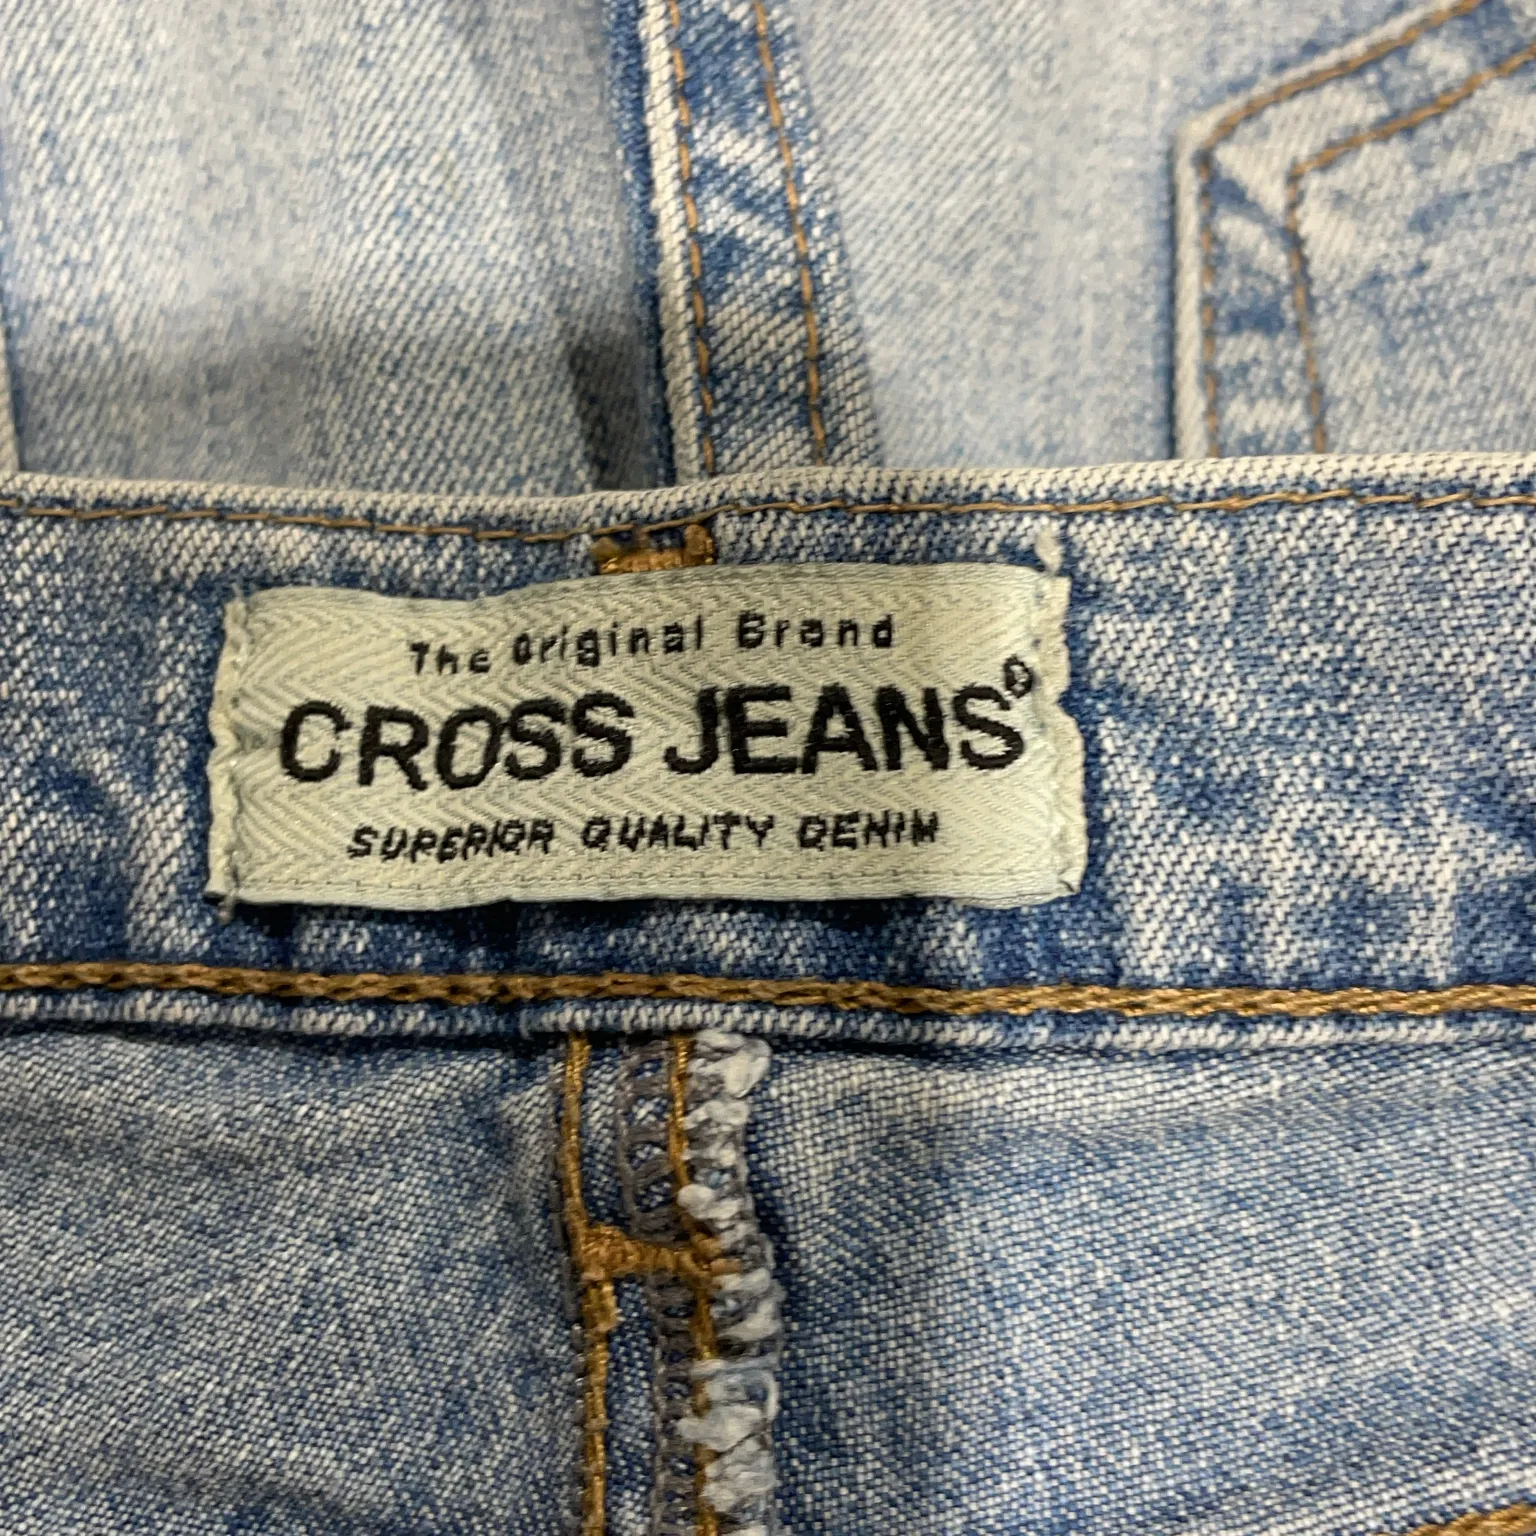 The Original Brand
CROSS JEANS®
SUPERIOR QUALITY DENIM